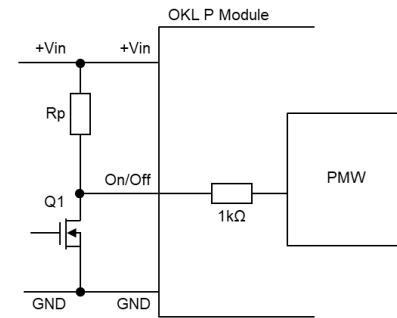 OKL P Module
+Vin
+Vin
Rp
On/Off
Q1
1kΩ
PMW
GND
GND